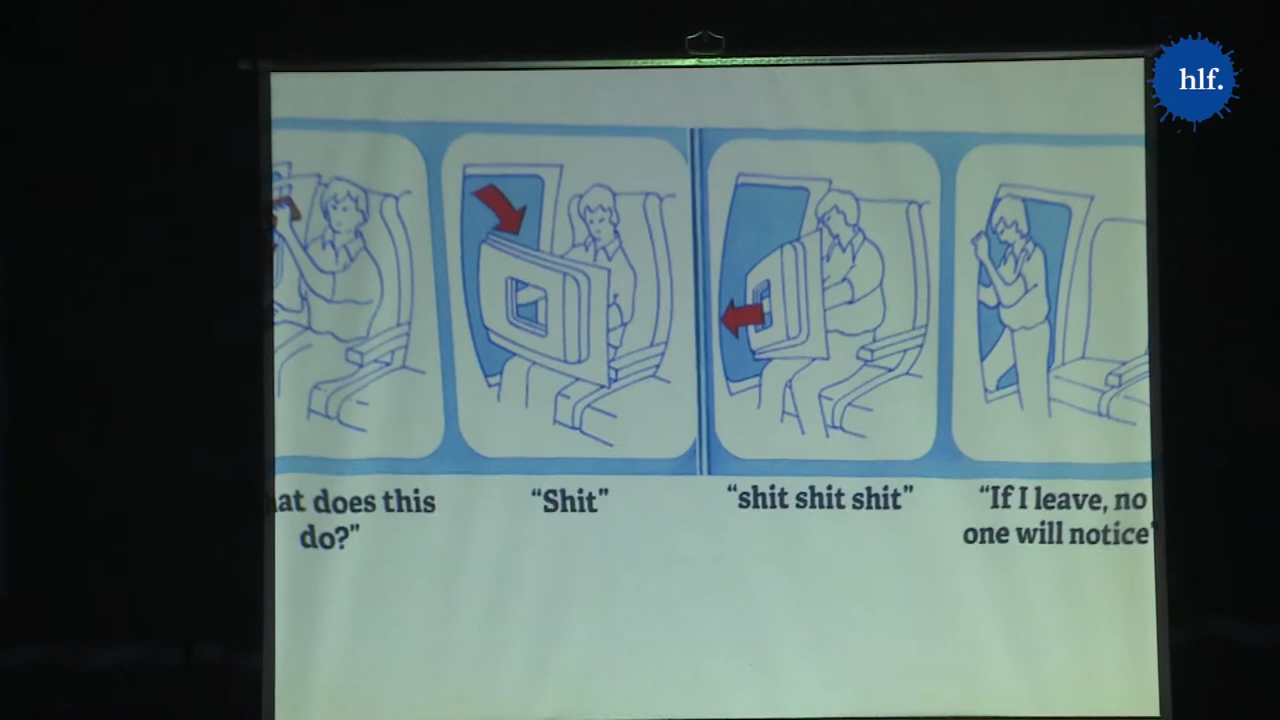 hlf.
at does this
do?”
“Shit”
“shit shit shit”
“If I leave, no
one will notice”